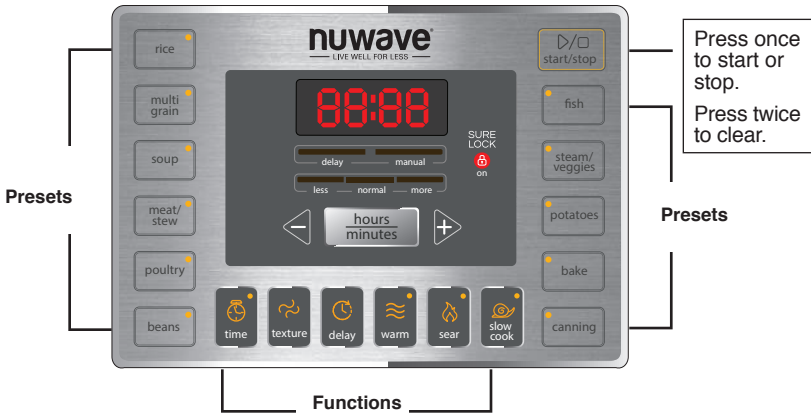 nuwave
LIVE WELL FOR LESS
rice
multi
grain
soup
meat/
stew
poultry
beans
Presets
88:88
SURE
LOCK
on
delay
manual
less
normal
more
−
hours
minutes
+
start/stop
fish
steam/
veggies
potatoes
bake
canning
Presets
Press once
to start or
stop.
Press twice
to clear.
time
texture
delay
warm
sear
slow
cook
Functions